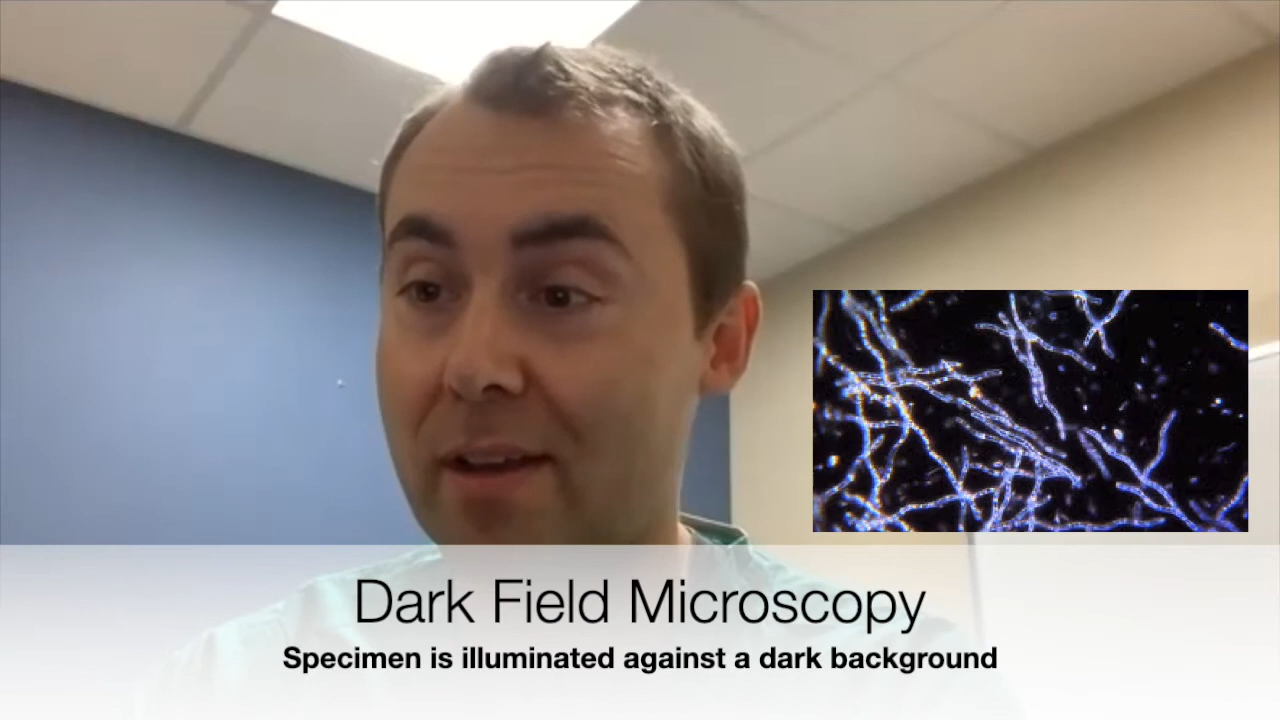 Dark Field Microscopy
Specimen is illuminated against a dark background